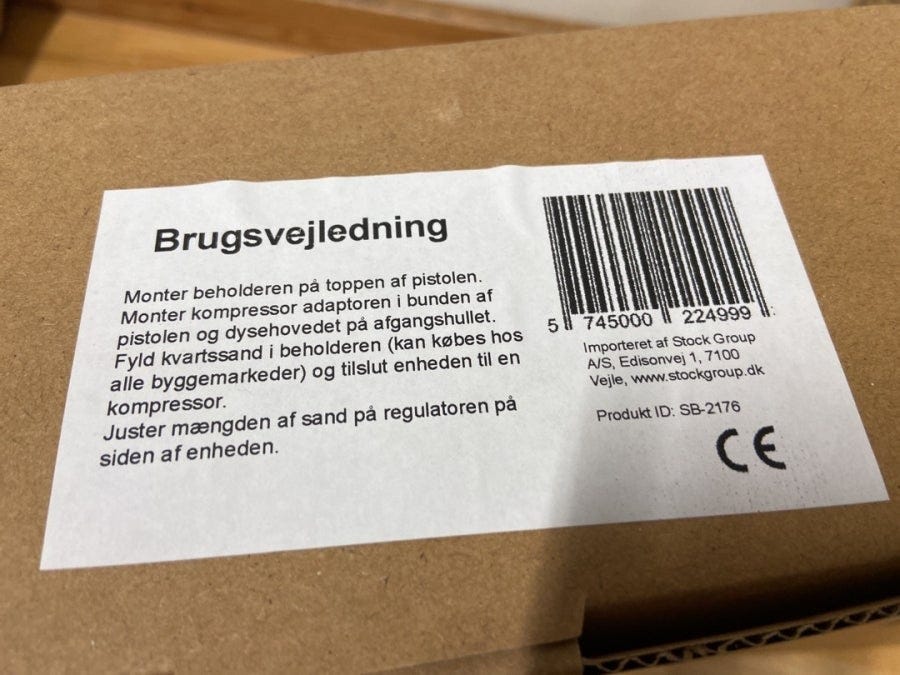 Brugsvejledning
Monter beholderen på toppen af pistolen.
Monter kompressor adaptoren i bunden af
pistolen og dysehovedet på afgangshullet.
Fyld kvartssand i beholderen (kan købes hos
alle byggemarkeder) og tilslut enheden til en
kompressor.
Juster mængden af sand på regulatoren på
siden af enheden.
5 745000 224999
Importeret af Stock Group
A/S, Edisonvej 1, 7100
Vejle, www.stockgroup.dk
Produkt ID: SB-2176
CE